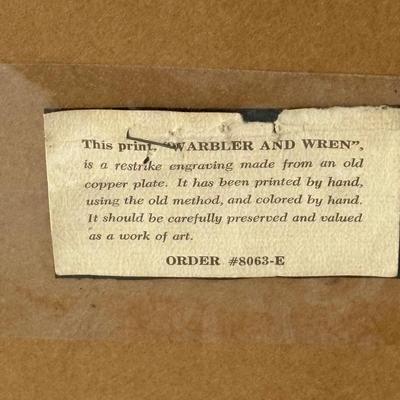 This print, "WARBLER AND WREN",
is a restrike engraving made from an old
copper plate. It has been printed by hand,
using the old method, and colored by hand.
It should be carefully preserved and valued
as a work of art.
ORDER #8063-E